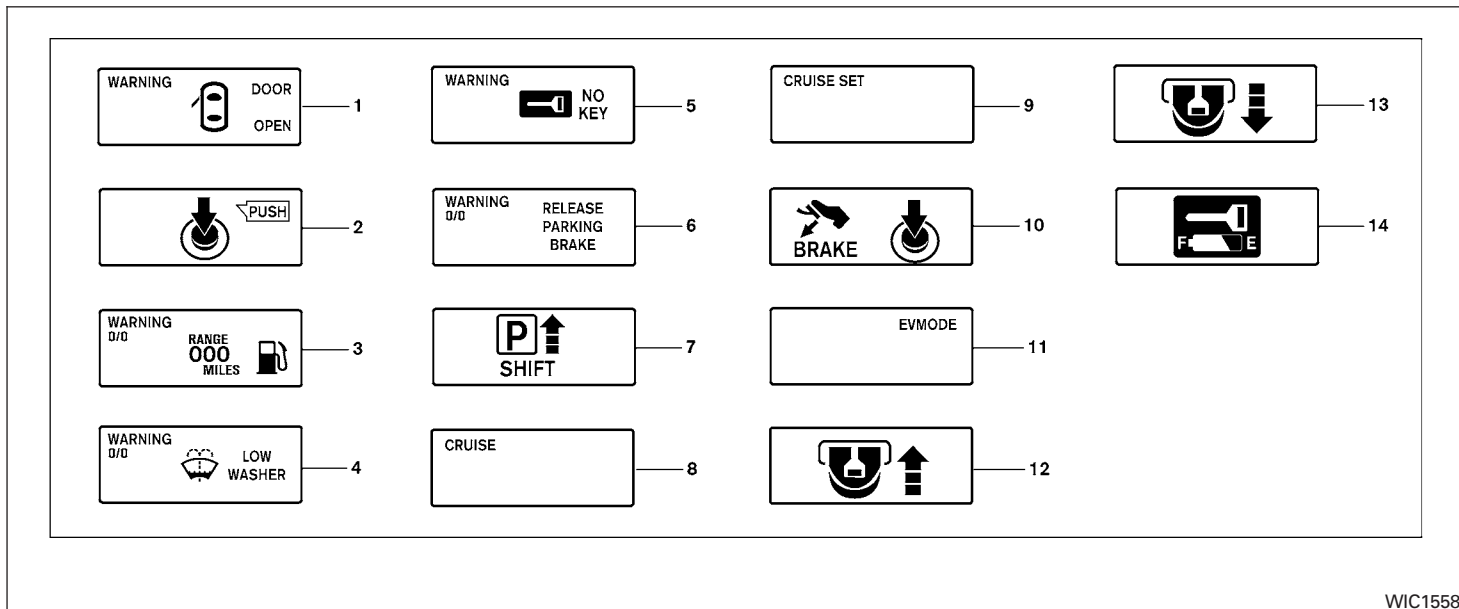 WARNING
DOOR
OPEN
1
PUSH
2
WARNING
0/0
RANGE
000
MILES
3
WARNING
0/0
LOW
WASHER
4
WARNING
NO
KEY
5
WARNING
0/0
RELEASE
PARKING
BRAKE
6
P
SHIFT
7
CRUISE
8
CRUISE SET
9
BRAKE
10
EVMODE
11
12
13
F E
14
WIC1558